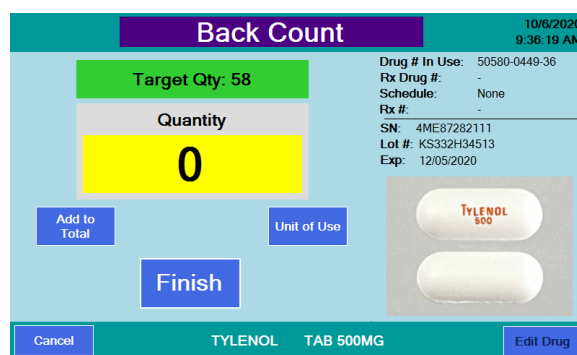 Back Count
10/6/2020
9:36:19 AM
Target Qty: 58
Quantity
0
Add to
Total
Unit of Use
Finish
Drug # In Use: 50580-0449-36
Rx Drug #: -
Schedule: None
Rx #: -
SN: 4ME87282111
Lot #: KS332H34513
Exp: 12/05/2020
TYLENOL
500
Cancel
TYLENOL TAB 500MG
Edit Drug